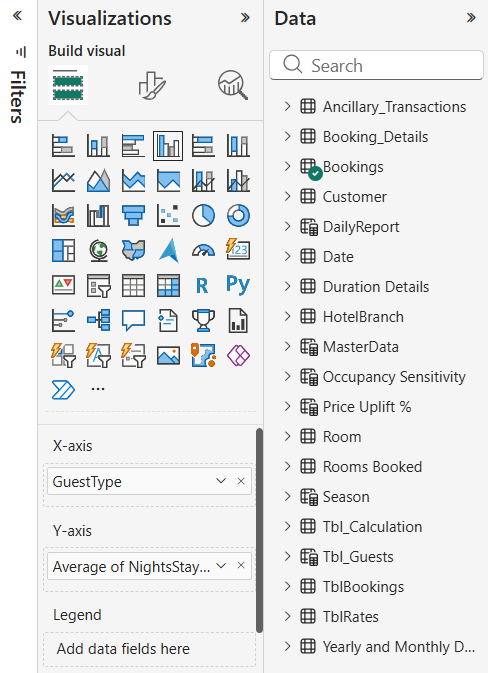 «
Filters
Visualizations
»
Build visual
123
R
Py
...
X-axis
GuestType
Y-axis
Average of NightsStay...
Legend
Add data fields here
Data
»
Search
Ancillary_Transactions
Booking_Details
Bookings
Customer
DailyReport
Date
Duration Details
HotelBranch
MasterData
Occupancy Sensitivity
Price Uplift %
Room
Rooms Booked
Season
Tbl_Calculation
Tbl_Guests
TblBookings
TblRates
Yearly and Monthly D...